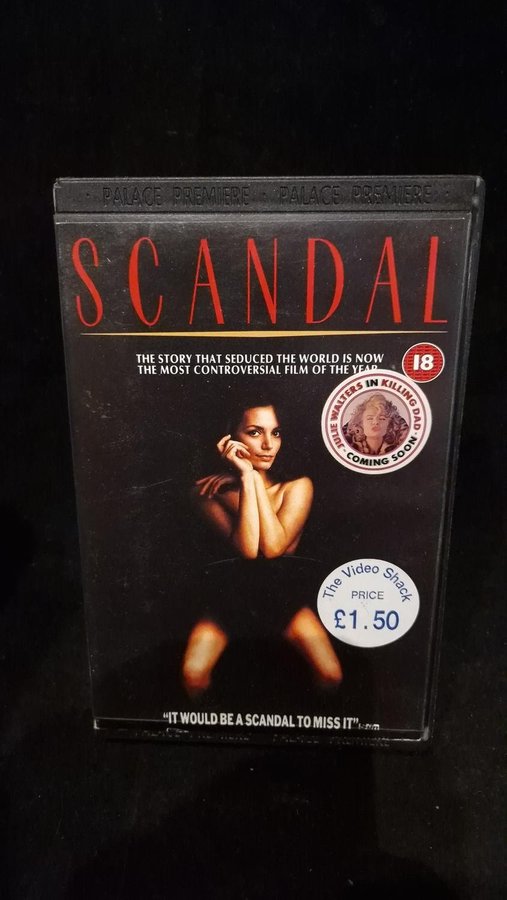 PALACE PREMIERE · PALACE PREMIERE
SCANDAL
THE STORY THAT SEDUCED THE WORLD IS NOW
THE MOST CONTROVERSIAL FILM OF THE YEAR
18
JULIE WALTERS IN KILLING DAD
· COMING SOON ·
The Video Shack
PRICE
£1.50
"IT WOULD BE A SCANDAL TO MISS IT"